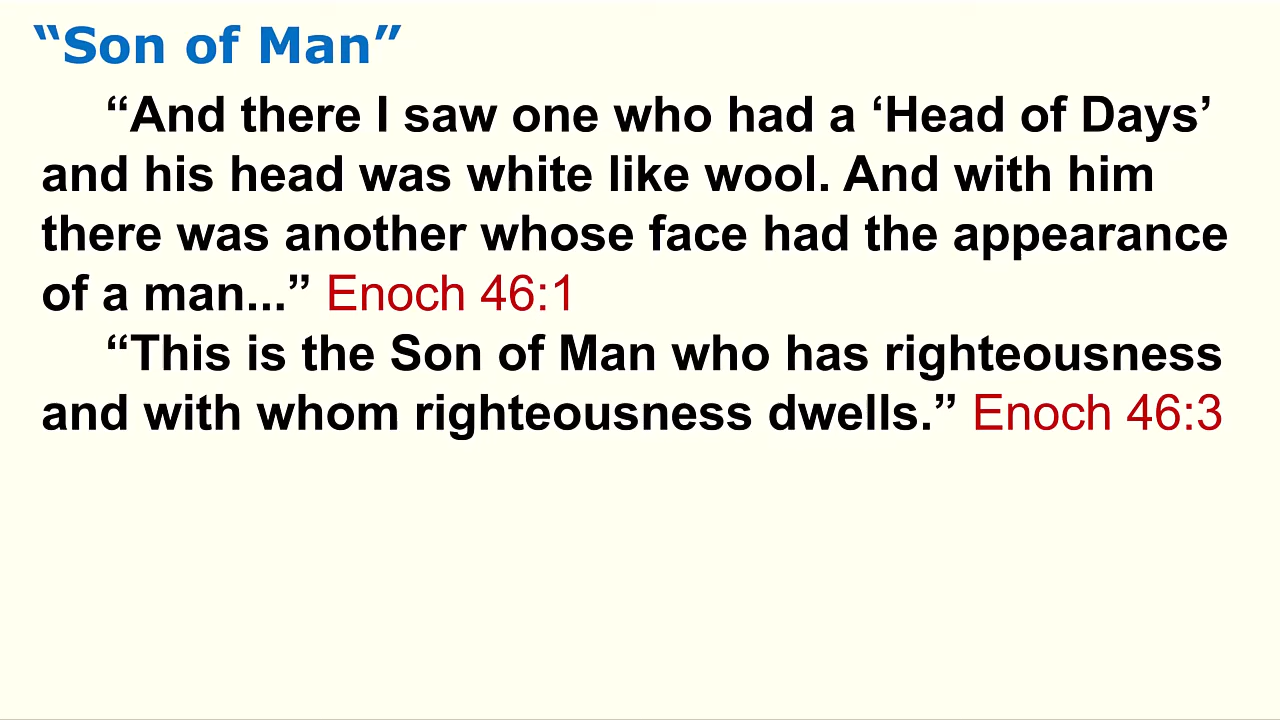 “Son of Man”
“And there I saw one who had a ‘Head of Days’
and his head was white like wool. And with him
there was another whose face had the appearance
of a man...” Enoch 46:1
“This is the Son of Man who has righteousness
and with whom righteousness dwells.” Enoch 46:3